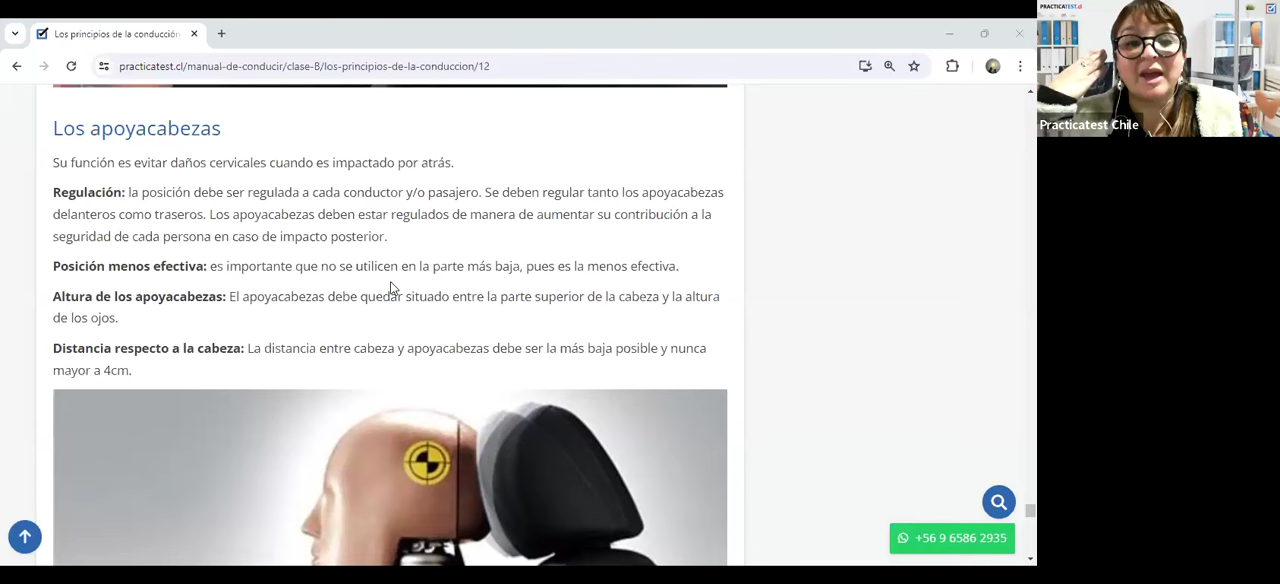 Los principios de la conducción
practicatest.cl/manual-de-conducir/clase-B/los-principios-de-la-conduccion/12
PRACTICATEST.cl
Practicatest Chile
Los apoyacabezas
Su función es evitar daños cervicales cuando es impactado por atrás.
Regulación: la posición debe ser regulada a cada conductor y/o pasajero. Se deben regular tanto los apoyacabezas
delanteros como traseros. Los apoyacabezas deben estar regulados de manera de aumentar su contribución a la
seguridad de cada persona en caso de impacto posterior.
Posición menos efectiva: es importante que no se utilicen en la parte más baja, pues es la menos efectiva.
Altura de los apoyacabezas: El apoyacabezas debe quedar situado entre la parte superior de la cabeza y la altura
de los ojos.
Distancia respecto a la cabeza: La distancia entre cabeza y apoyacabezas debe ser la más baja posible y nunca
mayor a 4cm.
+56 9 6586 2935